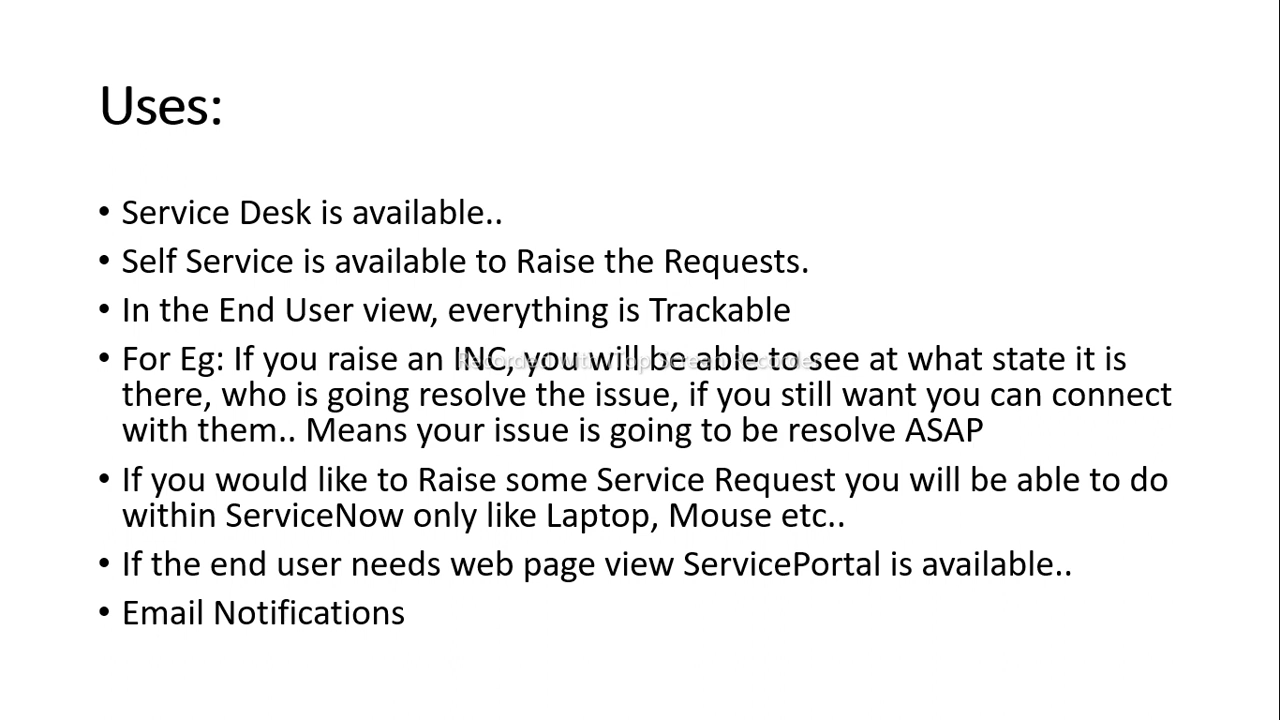 Uses:
• Service Desk is available..
• Self Service is available to Raise the Requests.
• In the End User view, everything is Trackable
• For Eg: If you raise an INC, you will be able to see at what state it is
there, who is going resolve the issue, if you still want you can connect
with them.. Means your issue is going to be resolve ASAP
• If you would like to Raise some Service Request you will be able to do
within ServiceNow only like Laptop, Mouse etc..
• If the end user needs web page view ServicePortal is available..
• Email Notifications